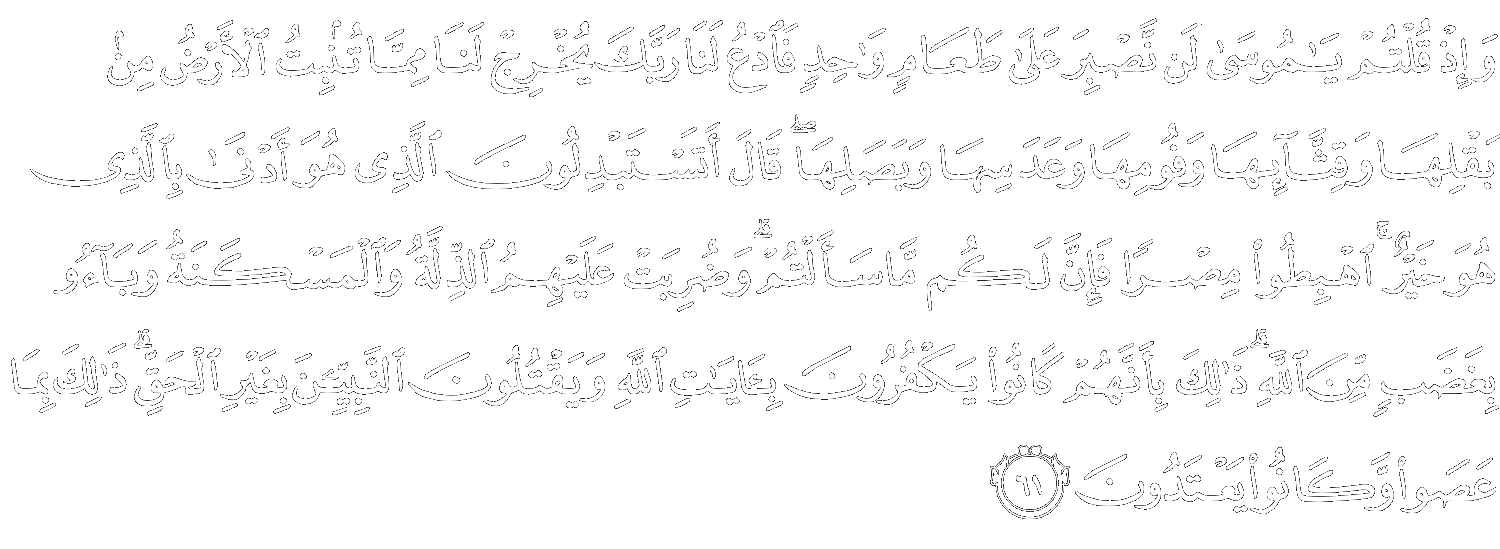 وَإِذْ قُلْتُمْ يَـٰمُوسَىٰ لَن نَّصْبِرَ عَلَىٰ طَعَامٍ وَٰحِدٍ فَٱدْعُ لَنَا رَبَّكَ يُخْرِجْ لَنَا مِمَّا تُنۢبِتُ ٱلْأَرْضُ مِنۢ
بَقْلِهَا وَقِثَّآئِهَا وَفُومِهَا وَعَدَسِهَا وَبَصَلِهَا ۖ قَالَ أَتَسْتَبْدِلُونَ ٱلَّذِى هُوَ أَدْنَىٰ بِٱلَّذِى
هُوَ خَيْرٌ ۚ ٱهْبِطُوا۟ مِصْرًا فَإِنَّ لَكُم مَّا سَأَلْتُمْ ۗ وَضُرِبَتْ عَلَيْهِمُ ٱلذِّلَّةُ وَٱلْمَسْكَنَةُ وَبَآءُو
بِغَضَبٍ مِّنَ ٱللَّهِ ۗ ذَٰلِكَ بِأَنَّهُمْ كَانُوا۟ يَكْفُرُونَ بِـَٔايَـٰتِ ٱللَّهِ وَيَقْتُلُونَ ٱلنَّبِيِّـۧنَ بِغَيْرِ ٱلْحَقِّ ۗ ذَٰلِكَ بِمَا
عَصَوا۟ وَّكَانُوا۟ يَعْتَدُونَ ٦١